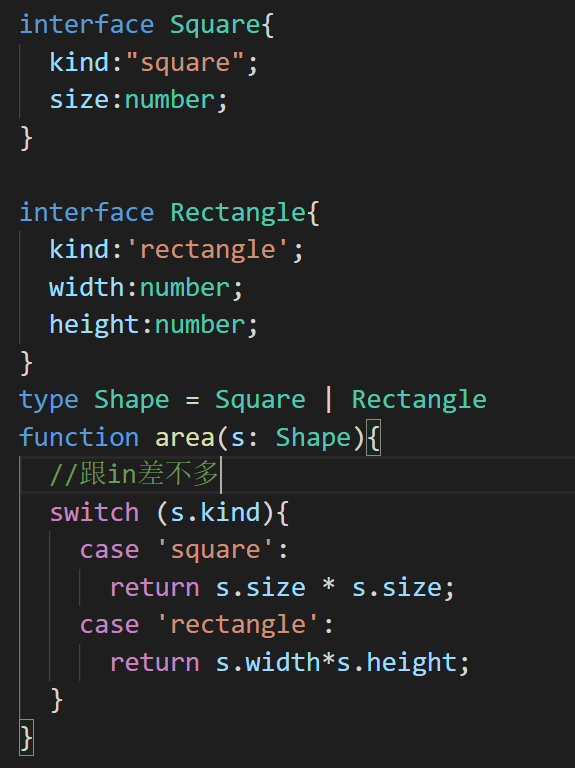 interface Square{
  kind:"square";
  size:number;
}

interface Rectangle{
  kind:'rectangle';
  width:number;
  height:number;
}
type Shape = Square | Rectangle
function area(s: Shape){
  //跟in差不多
  switch (s.kind){
    case 'square':
      return s.size * s.size;
    case 'rectangle':
      return s.width*s.height;
  }
}